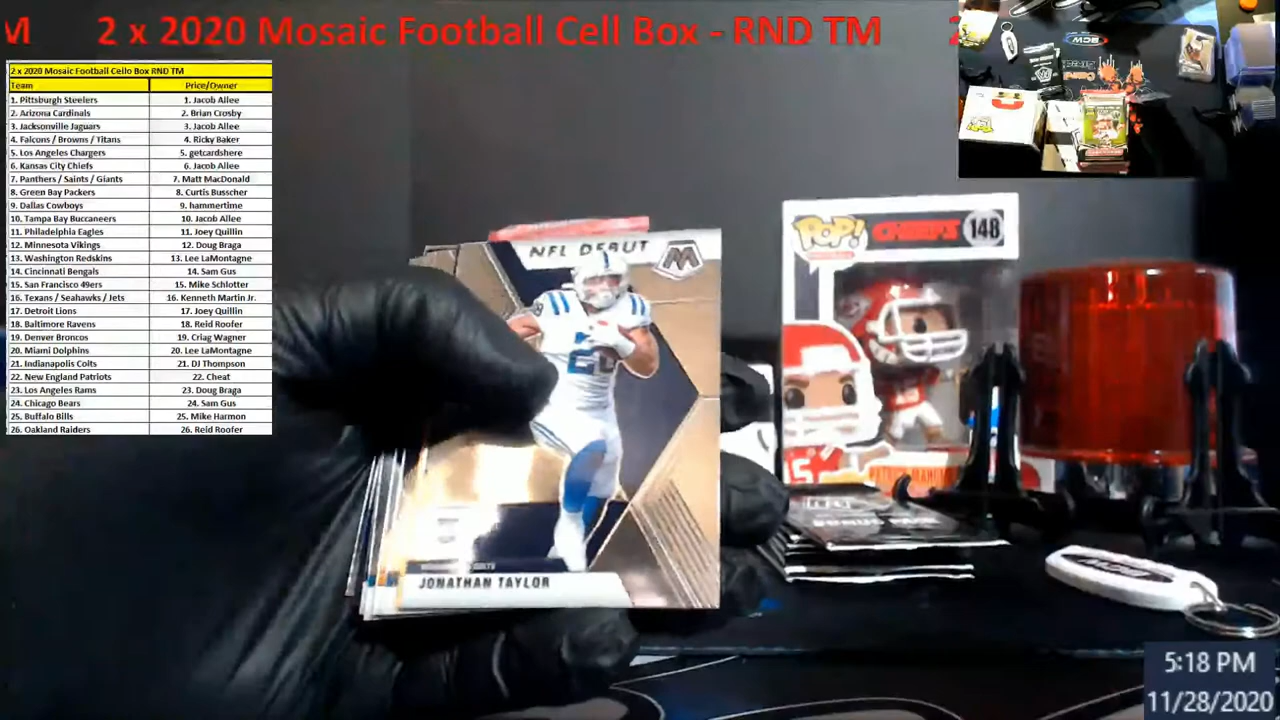 M 2 x 2020 Mosaic Football Cell Box - RND TM 2
2 x 2020 Mosaic Football Cello Box RND TM
Team Price/Owner
1. Pittsburgh Steelers 1. Jacob Allee
2. Arizona Cardinals 2. Brian Crosby
3. Jacksonville Jaguars 3. Jacob Allee
4. Falcons / Browns / Titans 4. Ricky Baker
5. Los Angeles Chargers 5. getcardshere
6. Kansas City Chiefs 6. Jacob Allee
7. Panthers / Saints / Giants 7. Matt MacDonald
8. Green Bay Packers 8. Curtis Busscher
9. Dallas Cowboys 9. hammertime
10. Tampa Bay Buccaneers 10. Jacob Allee
11. Philadelphia Eagles 11. Joey Quillin
12. Minnesota Vikings 12. Doug Braga
13. Washington Redskins 13. Lee LaMontagne
14. Cincinnati Bengals 14. Sam Gus
15. San Francisco 49ers 15. Mike Schlotter
16. Texans / Seahawks / Jets 16. Kenneth Martin Jr.
17. Detroit Lions 17. Joey Quillin
18. Baltimore Ravens 18. Reid Roofer
19. Denver Broncos 19. Criag Wagner
20. Miami Dolphins 20. Lee LaMontagne
21. Indianapolis Colts 21. DJ Thompson
22. New England Patriots 22. Cheat
23. Los Angeles Rams 23. Doug Braga
24. Chicago Bears 24. Sam Gus
25. Buffalo Bills 25. Mike Harmon
26. Oakland Raiders 26. Reid Roofer
NFL DEBUT
M
28
JONATHAN TAYLOR
POP! CHIEFS 148
15
PATRICK MAHOMES
BONUS PACK
BCW
BCW
5:18 PM
11/28/2020